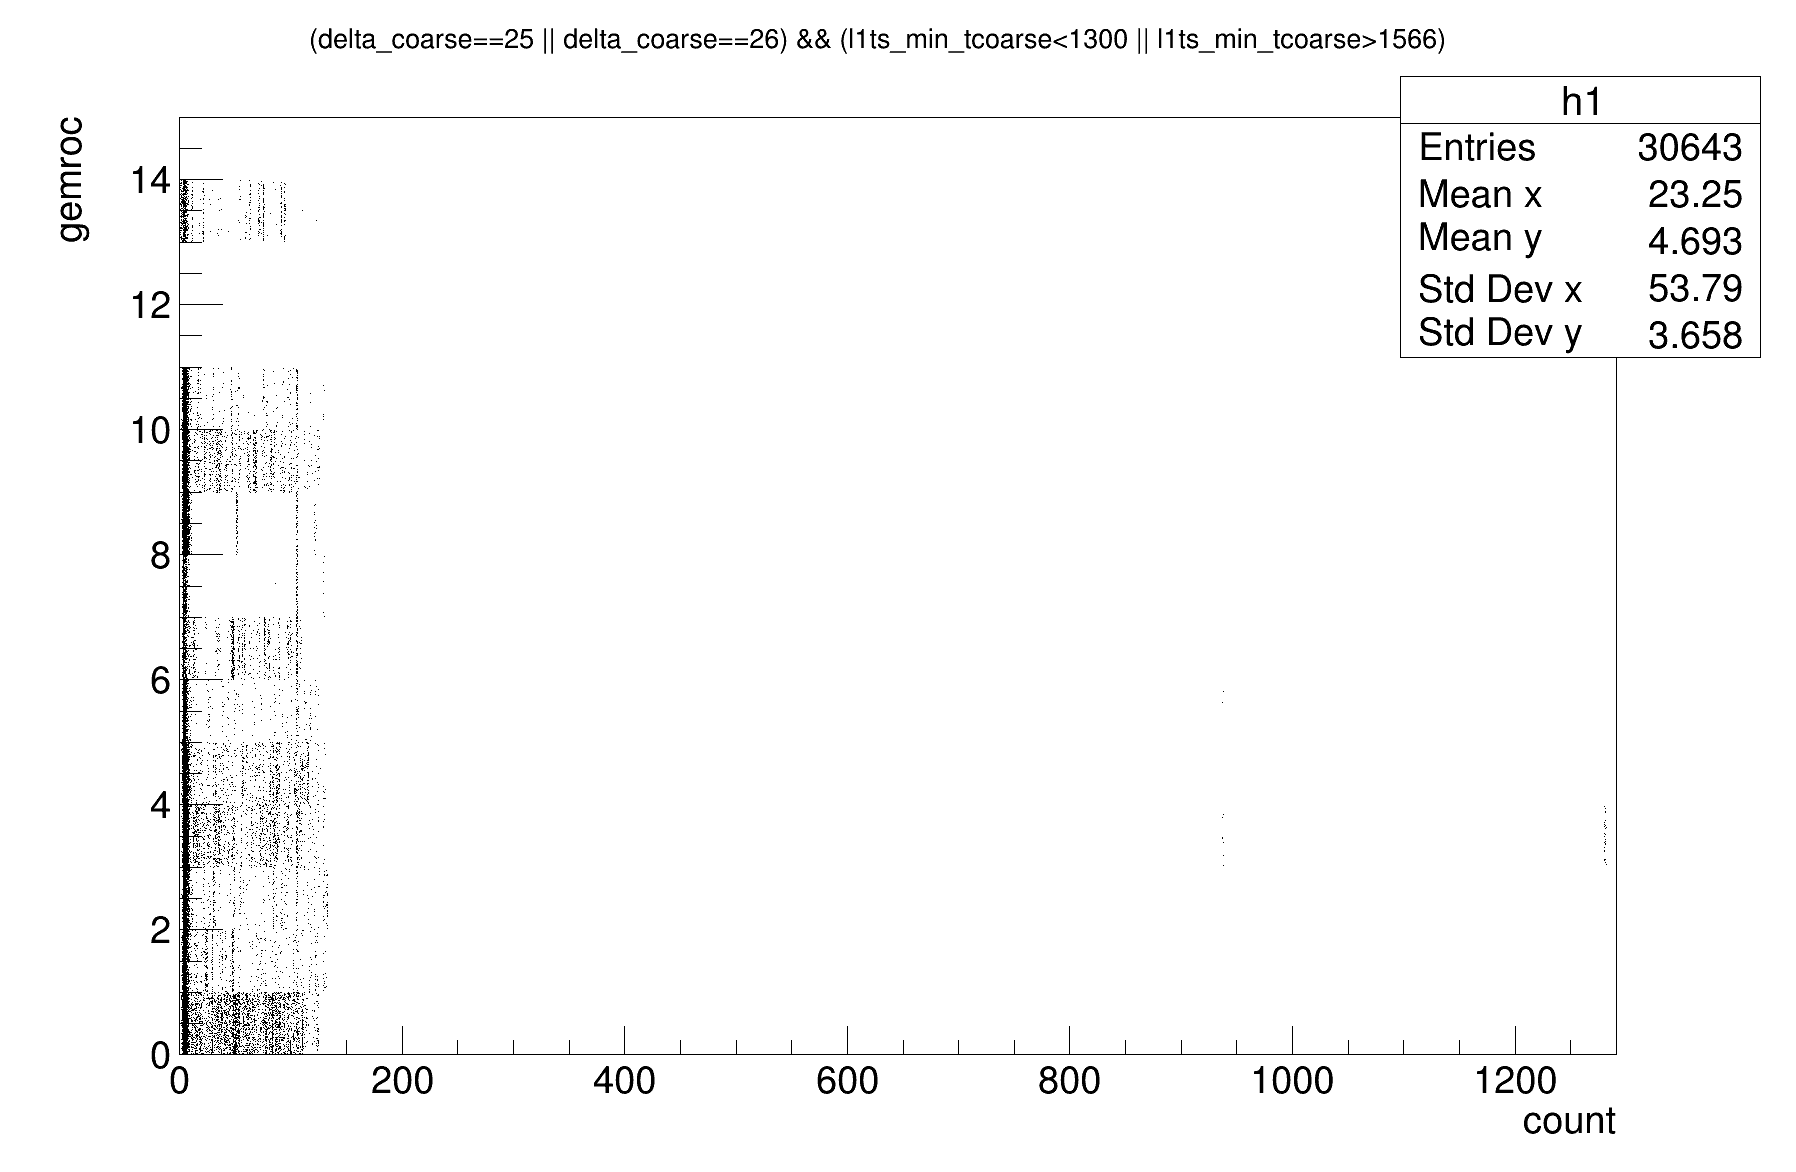 (delta_coarse==25 || delta_coarse==26) && (l1ts_min_tcoarse<1300 || l1ts_min_tcoarse>1566)
h1
Entries 30643
Mean x 23.25
Mean y 4.693
Std Dev x 53.79
Std Dev y 3.658
gemroc
14
12
10
8
6
4
2
0
0 200 400 600 800 1000 1200
count